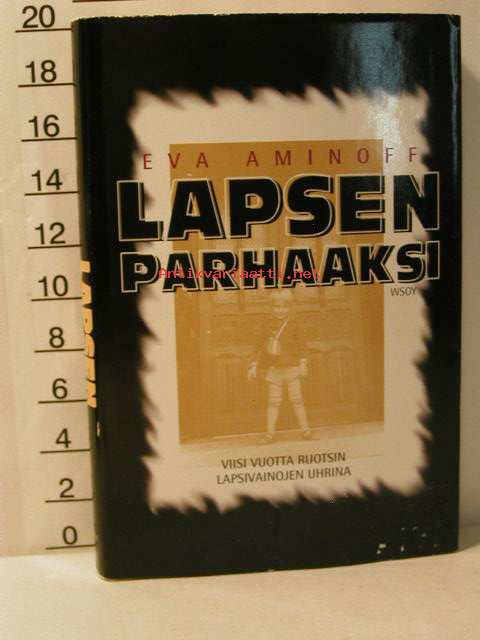 20
18
16
14
12
10
8
6
4
2
0
EVA AMINOFF
LAPSEN
PARHAAKSI
Antikvariaatti.net
WSOY
VIISI VUOTTA RUOTSIN
LAPSIVAINOJEN UHRINA
LAPSEN